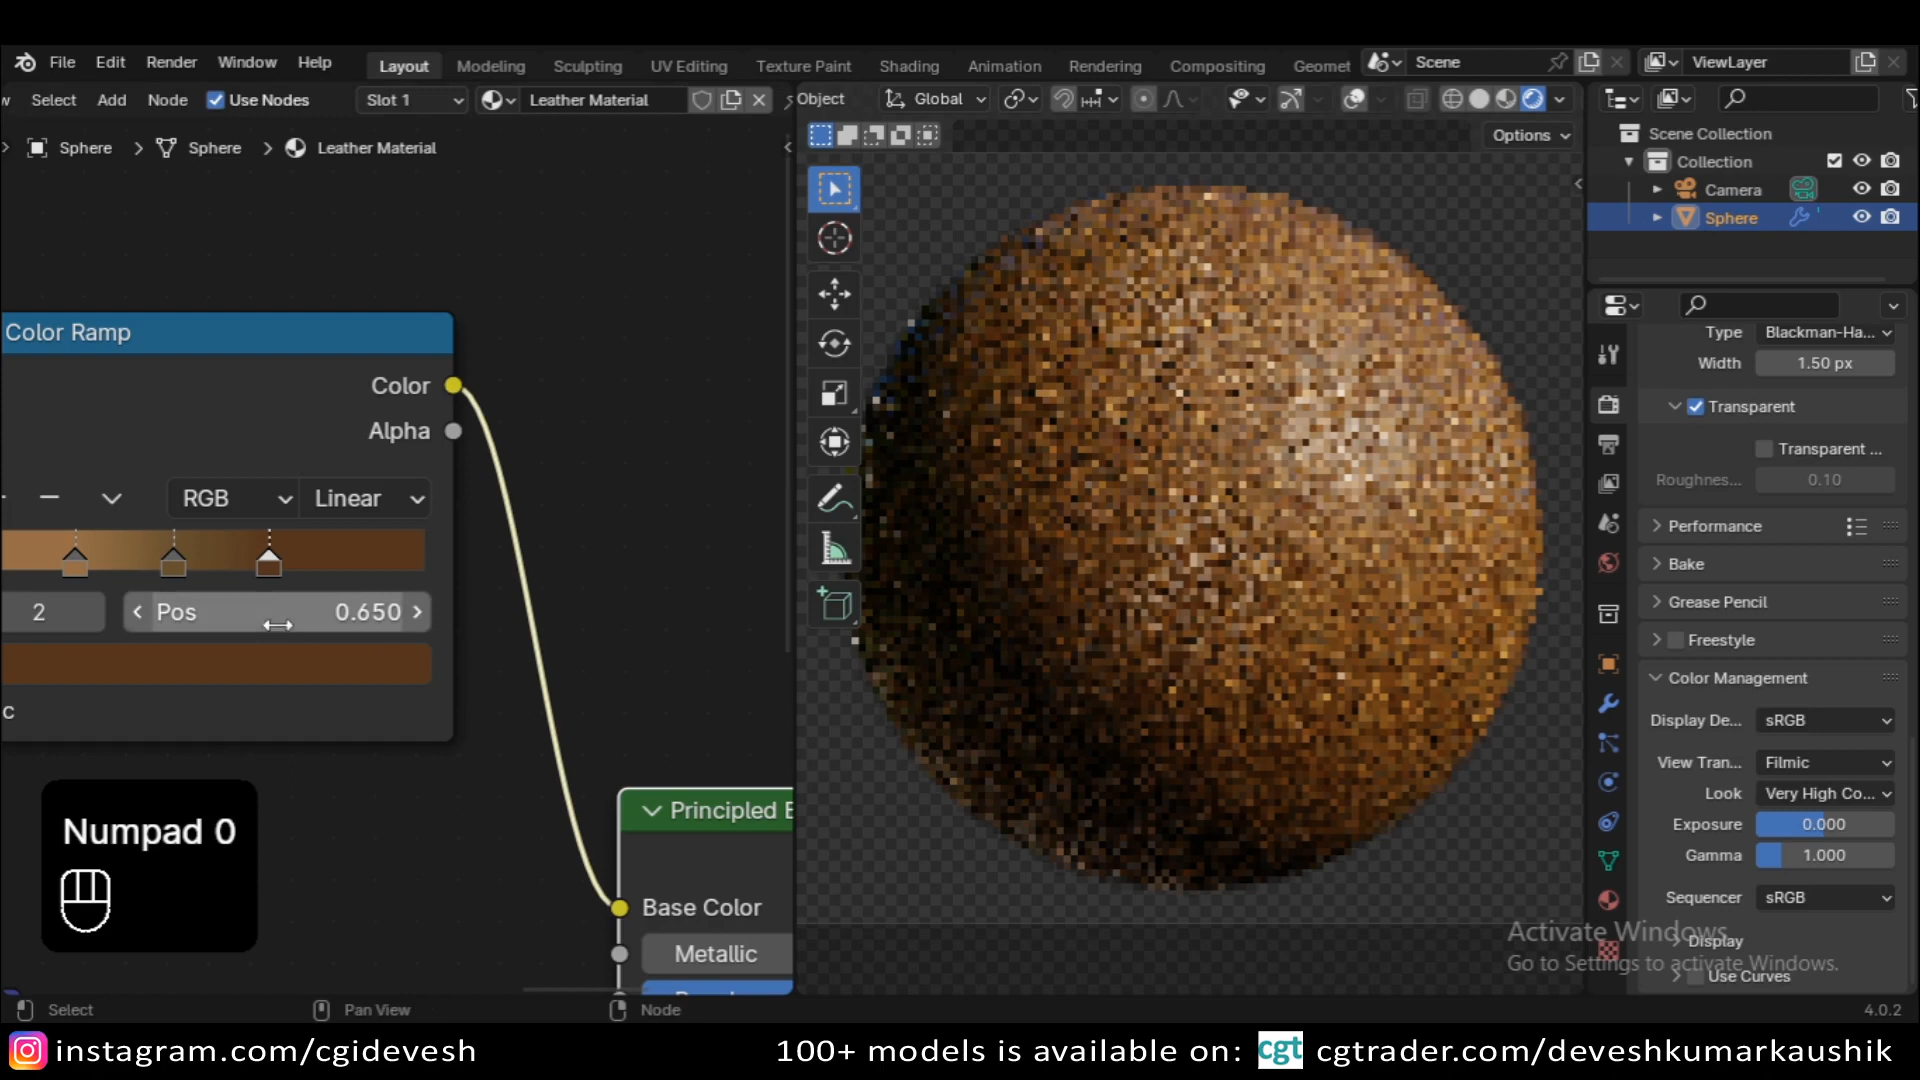 File Edit Render Window Help Layout Modeling Sculpting UV Editing Texture Paint Shading Animation Rendering Compositing Geomet Scene ViewLayer
Select Add Node Use Nodes Slot 1 Leather Material Object Global
Options
Sphere Sphere Leather Material
Scene Collection
Collection
Camera
Sphere
Color Ramp
Color
Alpha
RGB Linear
2 Pos 0.650
c
Principled
Base Color
Metallic
Numpad 0
Type Blackman-Ha...
Width 1.50 px
Transparent
Transparent ...
Roughnes... 0.10
Performance
Bake
Grease Pencil
Freestyle
Color Management
Display De... sRGB
View Tran... Filmic
Look Very High Co...
Exposure 0.000
Gamma 1.000
Sequencer sRGB
Activate Windows
Display
Go to Settings to activate Windows.
Use Curves
Select Pan View Node 4.0.2
instagram.com/cgidevesh 100+ models is available on: cgt cgtrader.com/deveshkumarkaushik